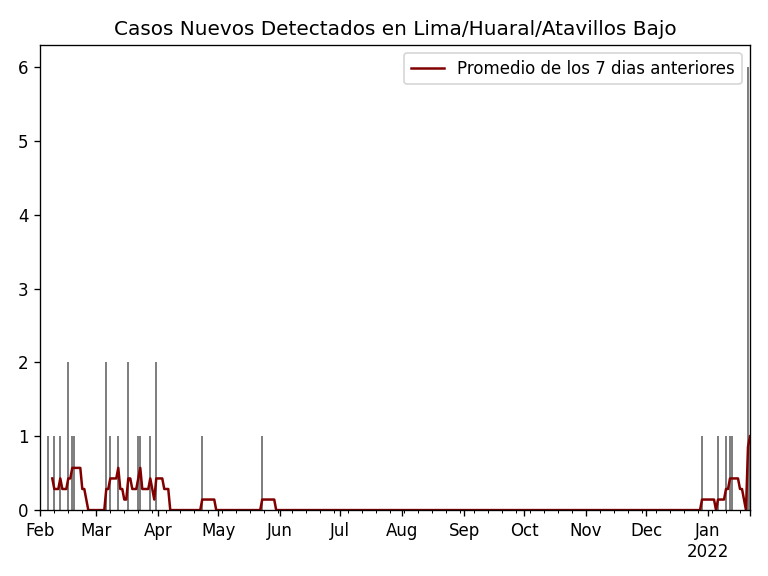 Casos Nuevos Detectados en Lima/Huaral/Atavillos Bajo
Promedio de los 7 dias anteriores
6
5
4
3
2
1
0
Feb Mar Apr May Jun Jul Aug Sep Oct Nov Dec Jan
2022